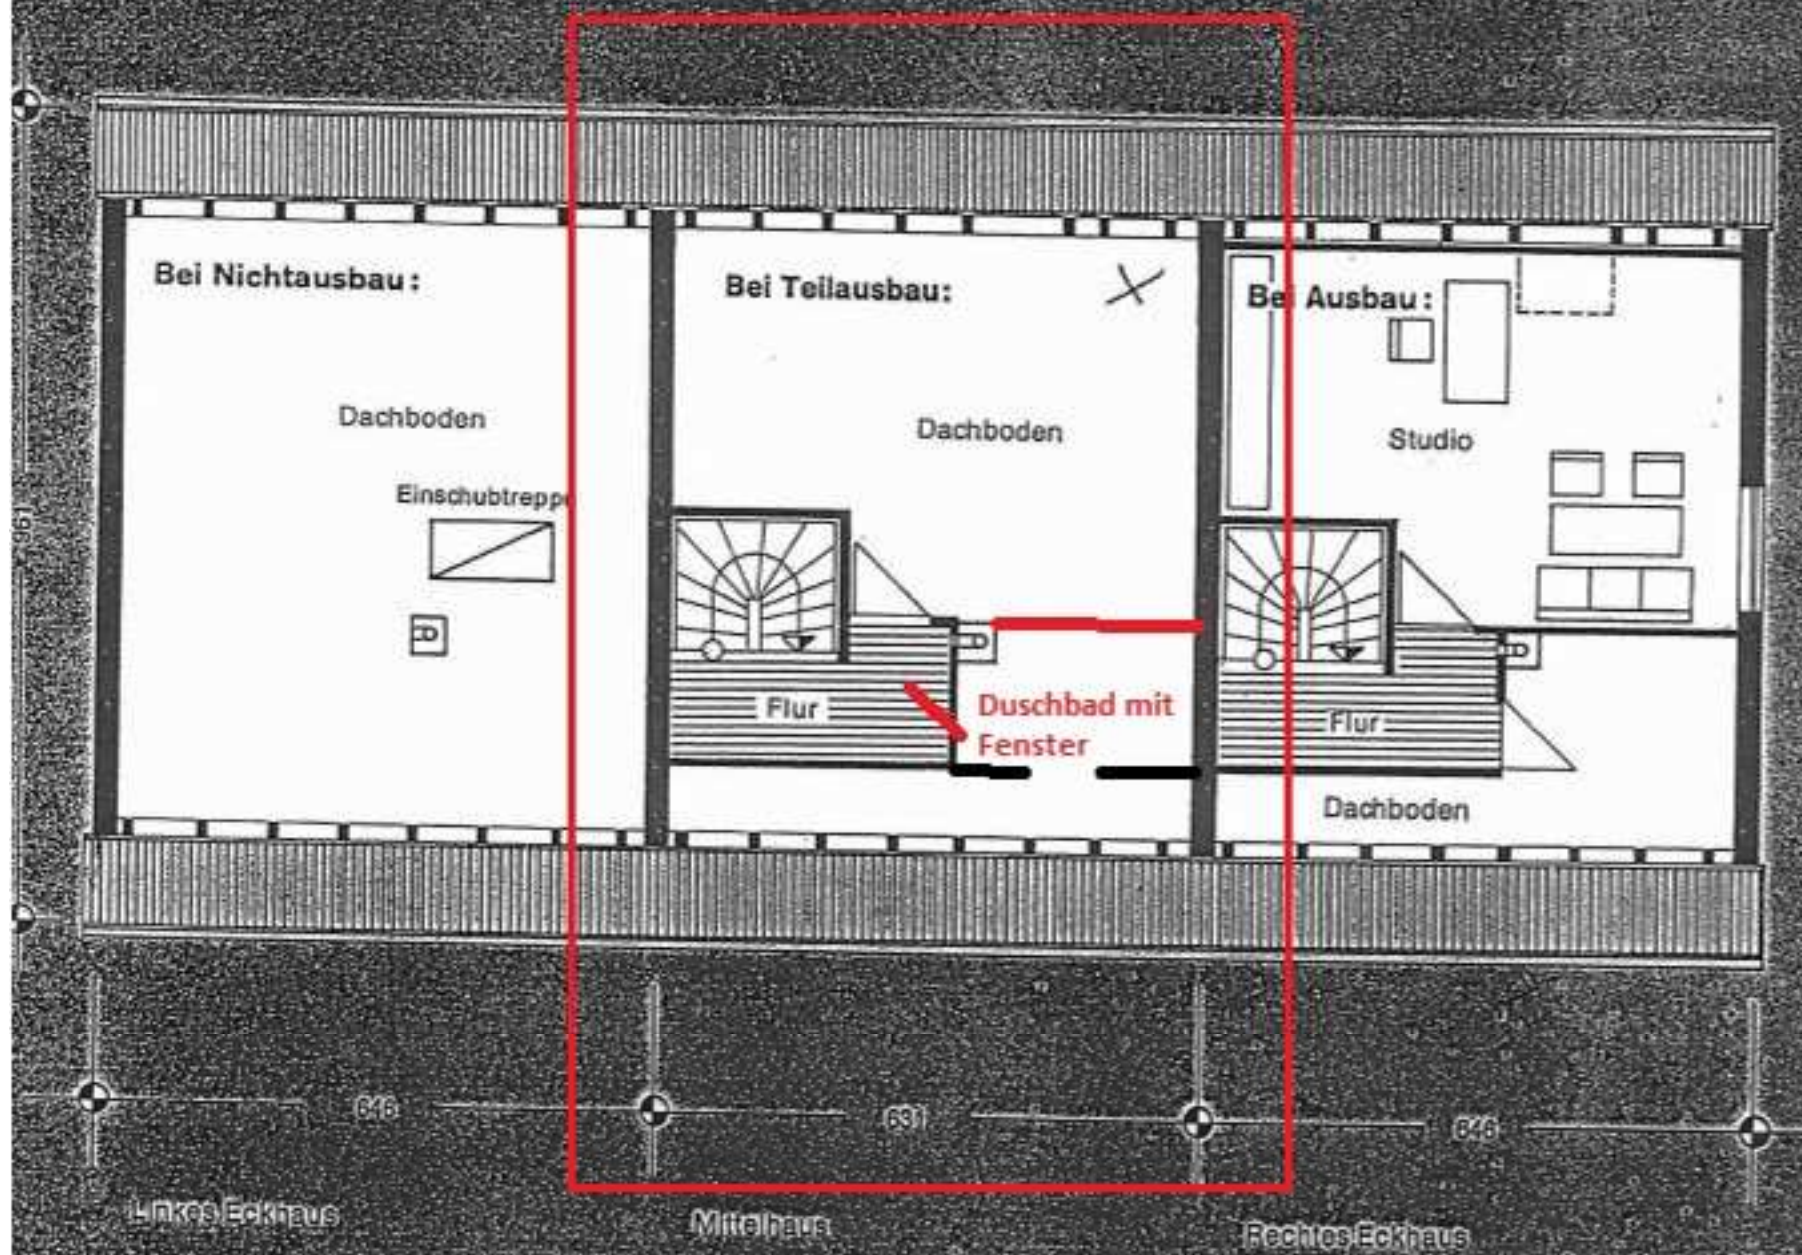 Bei Nichtausbau:
Bei Teilausbau:
Bei Ausbau:
Dachboden
Dachboden
Studio
Einschubtreppe
961
Flur
Duschbad mit
Fenster
Flur
Dachboden
646
631
646
Linkes Eckhaus
Mittelhaus
Rechtes Eckhaus